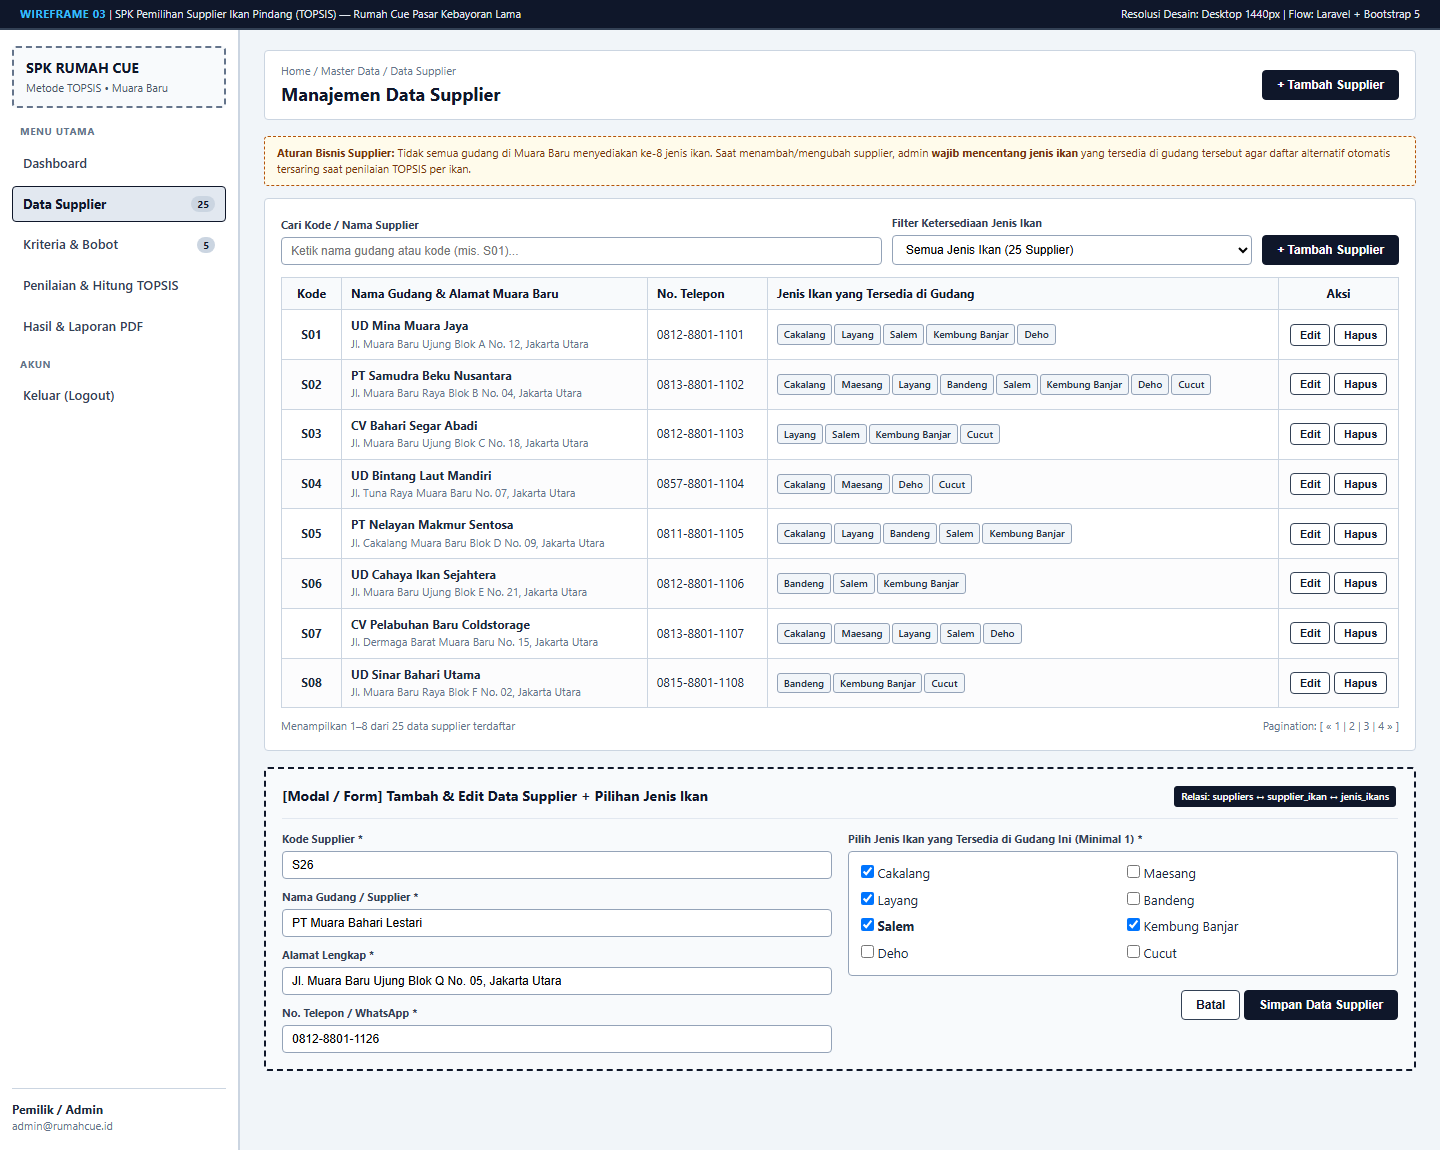 WIREFRAME 03 | SPK Pemilihan Supplier Ikan Pindang (TOPSIS) — Rumah Cue Pasar Kebayoran Lama
Resolusi Desain: Desktop 1440px | Flow: Laravel + Bootstrap 5
SPK RUMAH CUE
Metode TOPSIS • Muara Baru
MENU UTAMA
Dashboard
Data Supplier 25
Kriteria & Bobot 5
Penilaian & Hitung TOPSIS
Hasil & Laporan PDF
AKUN
Keluar (Logout)
Pemilik / Admin
admin@rumahcue.id
Home / Master Data / Data Supplier
Manajemen Data Supplier
+ Tambah Supplier
Aturan Bisnis Supplier: Tidak semua gudang di Muara Baru menyediakan ke-8 jenis ikan. Saat menambah/mengubah supplier, admin wajib mencentang jenis ikan yang tersedia di gudang tersebut agar daftar alternatif otomatis
tersaring saat penilaian TOPSIS per ikan.
Cari Kode / Nama Supplier
Ketik nama gudang atau kode (mis. S01)...
Filter Ketersediaan Jenis Ikan
Semua Jenis Ikan (25 Supplier)
+ Tambah Supplier
Kode Nama Gudang & Alamat Muara Baru No. Telepon Jenis Ikan yang Tersedia di Gudang Aksi
S01 UD Mina Muara Jaya 0812-8801-1101 Cakalang Layang Salem Kembung Banjar Deho Edit Hapus
Jl. Muara Baru Ujung Blok A No. 12, Jakarta Utara
S02 PT Samudra Beku Nusantara 0813-8801-1102 Cakalang Maesang Layang Bandeng Salem Kembung Banjar Deho Cucut Edit Hapus
Jl. Muara Baru Raya Blok B No. 04, Jakarta Utara
S03 CV Bahari Segar Abadi 0812-8801-1103 Layang Salem Kembung Banjar Cucut Edit Hapus
Jl. Muara Baru Ujung Blok C No. 18, Jakarta Utara
S04 UD Bintang Laut Mandiri 0857-8801-1104 Cakalang Maesang Deho Cucut Edit Hapus
Jl. Tuna Raya Muara Baru No. 07, Jakarta Utara
S05 PT Nelayan Makmur Sentosa 0811-8801-1105 Cakalang Layang Bandeng Salem Kembung Banjar Edit Hapus
Jl. Cakalang Muara Baru Blok D No. 09, Jakarta Utara
S06 UD Cahaya Ikan Sejahtera 0812-8801-1106 Bandeng Salem Kembung Banjar Edit Hapus
Jl. Muara Baru Ujung Blok E No. 21, Jakarta Utara
S07 CV Pelabuhan Baru Coldstorage 0813-8801-1107 Cakalang Maesang Layang Salem Deho Edit Hapus
Jl. Dermaga Barat Muara Baru No. 15, Jakarta Utara
S08 UD Sinar Bahari Utama 0815-8801-1108 Bandeng Kembung Banjar Cucut Edit Hapus
Jl. Muara Baru Raya Blok F No. 02, Jakarta Utara
Menampilkan 1–8 dari 25 data supplier terdaftar
Pagination: [ « 1 | 2 | 3 | 4 » ]
[Modal / Form] Tambah & Edit Data Supplier + Pilihan Jenis Ikan
Relasi: suppliers ↔ supplier_ikan ↔ jenis_ikans
Kode Supplier *
S26
Nama Gudang / Supplier *
PT Muara Bahari Lestari
Alamat Lengkap *
Jl. Muara Baru Ujung Blok Q No. 05, Jakarta Utara
No. Telepon / WhatsApp *
0812-8801-1126
Pilih Jenis Ikan yang Tersedia di Gudang Ini (Minimal 1) *
Cakalang Maesang
Layang Bandeng
Salem Kembung Banjar
Deho Cucut
Batal Simpan Data Supplier